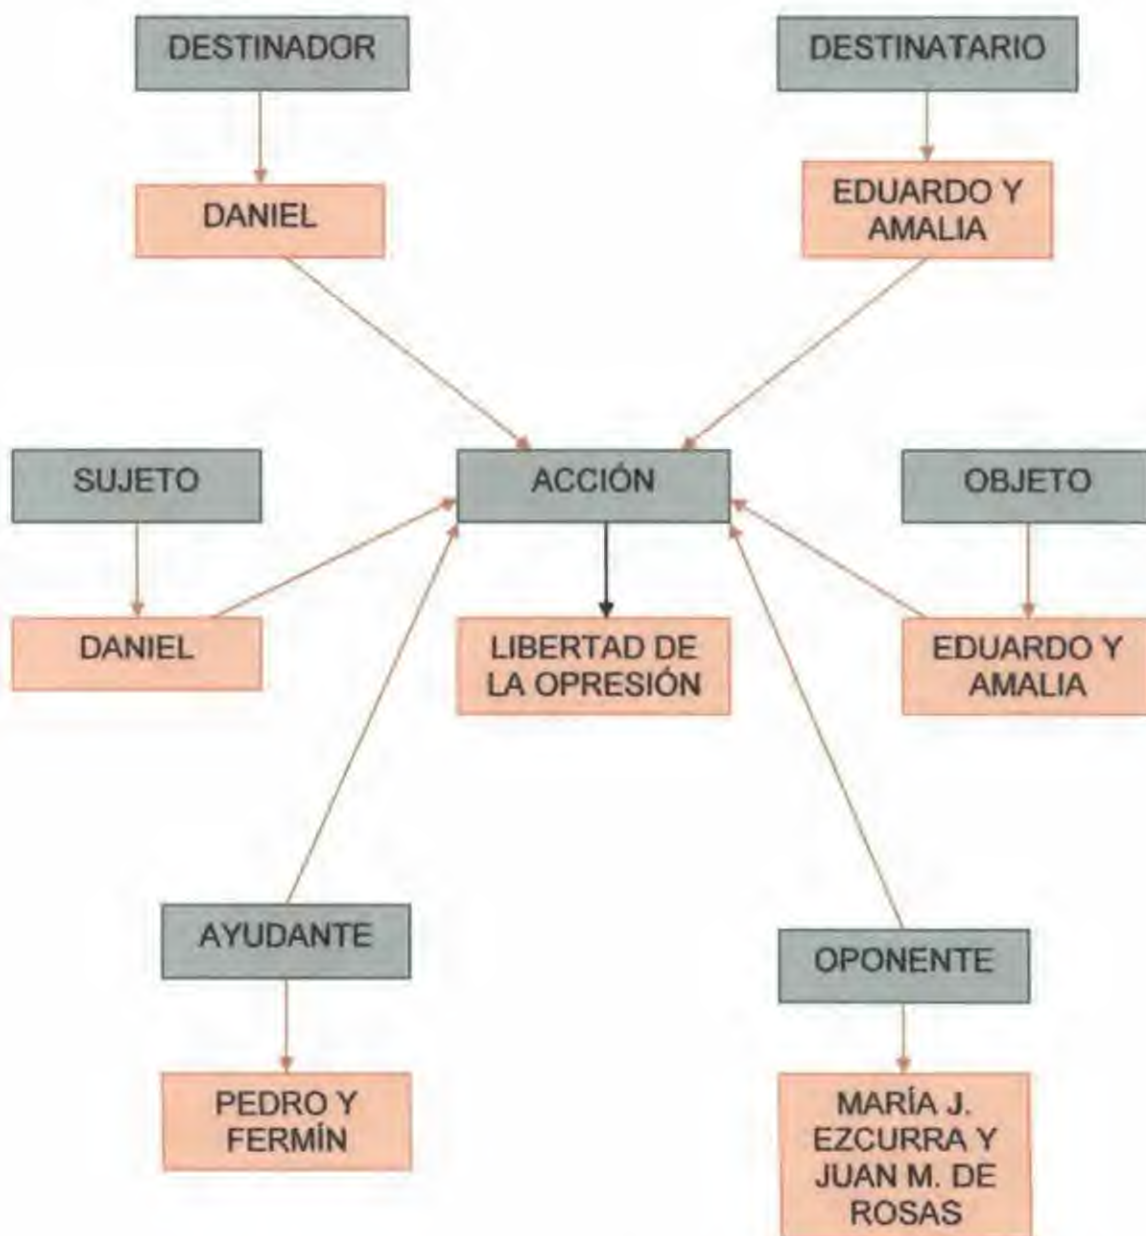 DESTINADOR
DESTINATARIO
DANIEL
EDUARDO Y
AMALIA
SUJETO
ACCIÓN
OBJETO
DANIEL
LIBERTAD DE
LA OPRESIÓN
EDUARDO Y
AMALIA
AYUDANTE
OPONENTE
PEDRO Y
FERMÍN
MARÍA J.
EZCURRA Y
JUAN M. DE
ROSAS